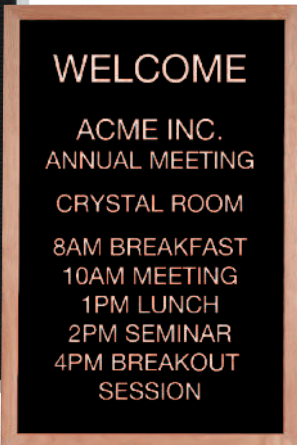 WELCOME
ACME INC.
ANNUAL MEETING
CRYSTAL ROOM
8AM BREAKFAST
10AM MEETING
1PM LUNCH
2PM SEMINAR
4PM BREAKOUT
SESSION